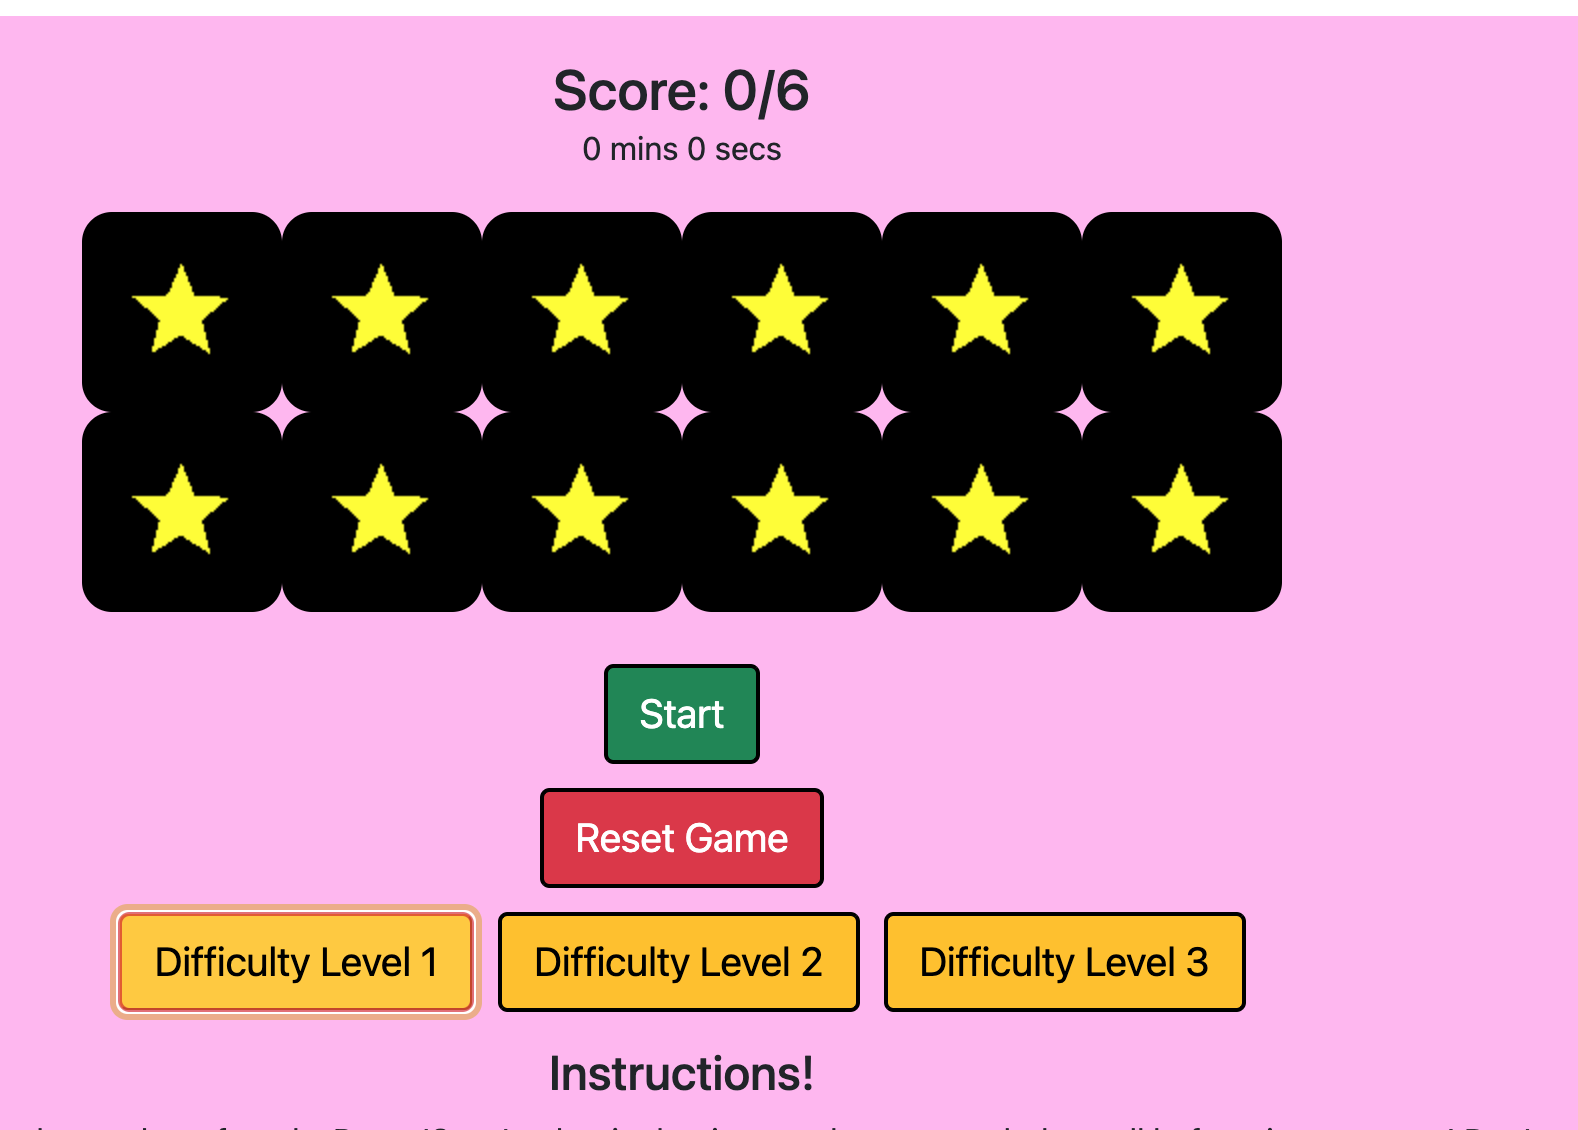 Score: 0/6
0 mins 0 secs
Start
Reset Game
Difficulty Level 1 Difficulty Level 2 Difficulty Level 3
Instructions!